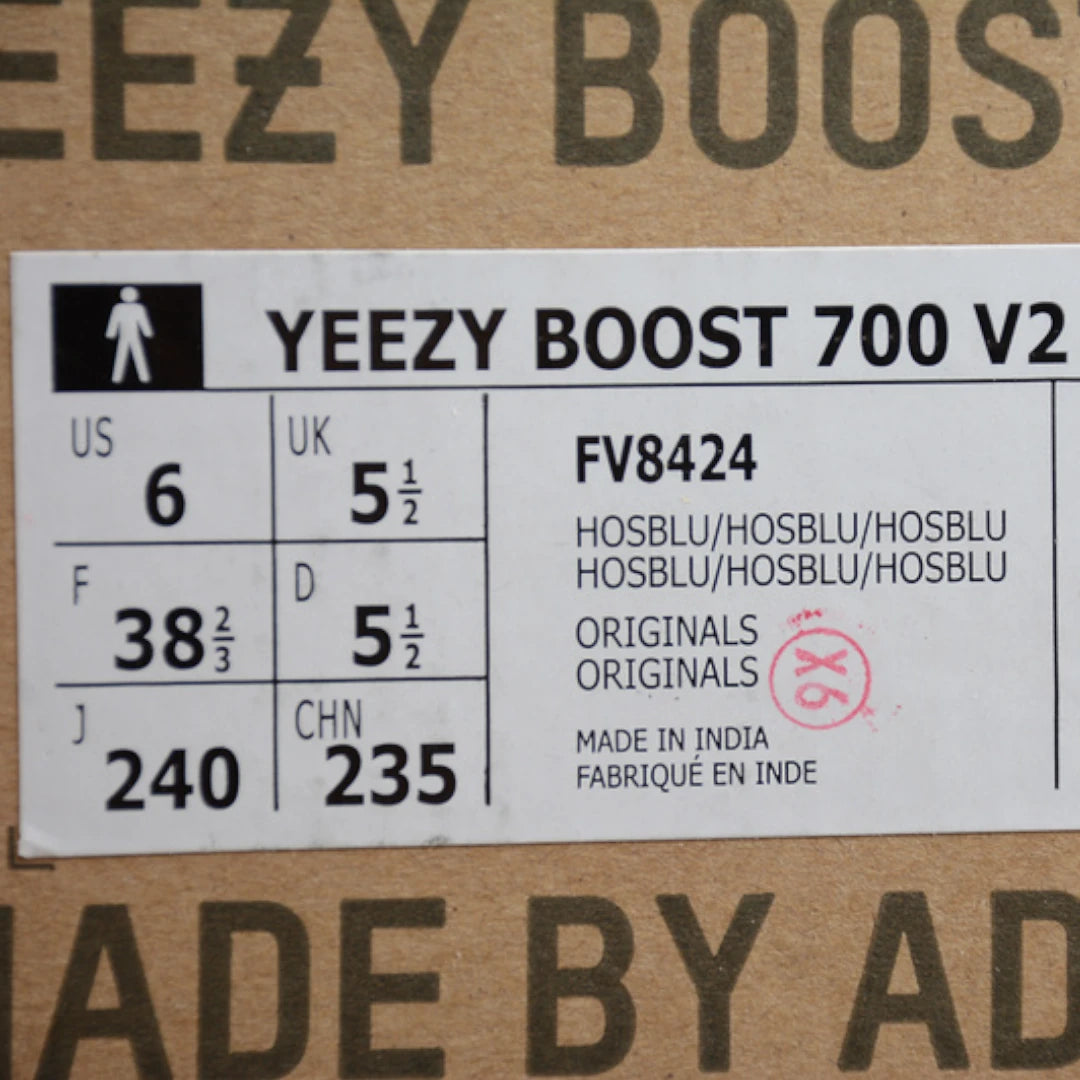 EEZY BOOS
YEEZY BOOST 700 V2
US 6 UK 5 1/2
F 38 2/3 D 5 1/2
J 240 CHN 235
FV8424
HOSBLU/HOSBLU/HOSBLU
HOSBLU/HOSBLU/HOSBLU
ORIGINALS
ORIGINALS
X6
MADE IN INDIA
FABRIQUÉ EN INDE
MADE BY AD